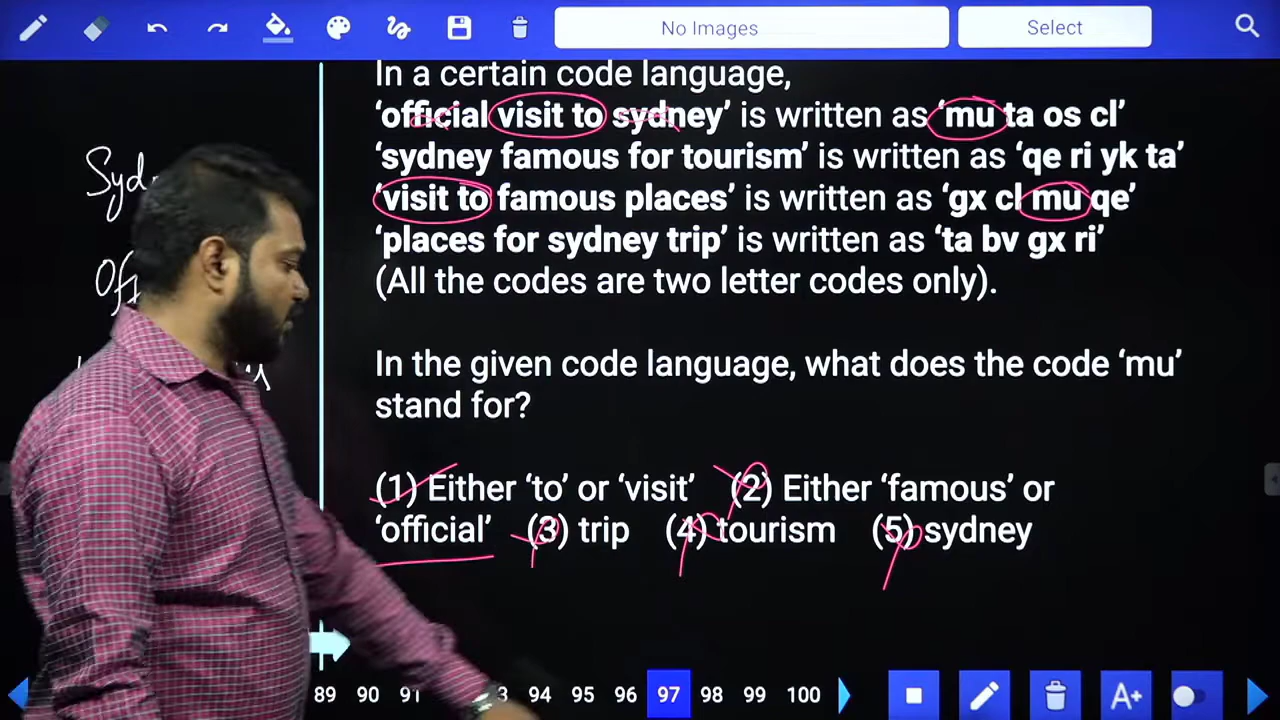 No Images
Select
In a certain code language,
‘official visit to sydney’ is written as ‘mu ta os cl’
‘sydney famous for tourism’ is written as ‘qe ri yk ta’
‘visit to famous places’ is written as ‘gx cl mu qe’
‘places for sydney trip’ is written as ‘ta bv gx ri’
(All the codes are two letter codes only).
In the given code language, what does the code ‘mu’
stand for?
(1) Either ‘to’ or ‘visit’ (2) Either ‘famous’ or
‘official’ (3) trip (4) tourism (5) sydney
89 90 91 94 95 96 97 98 99 100
A+